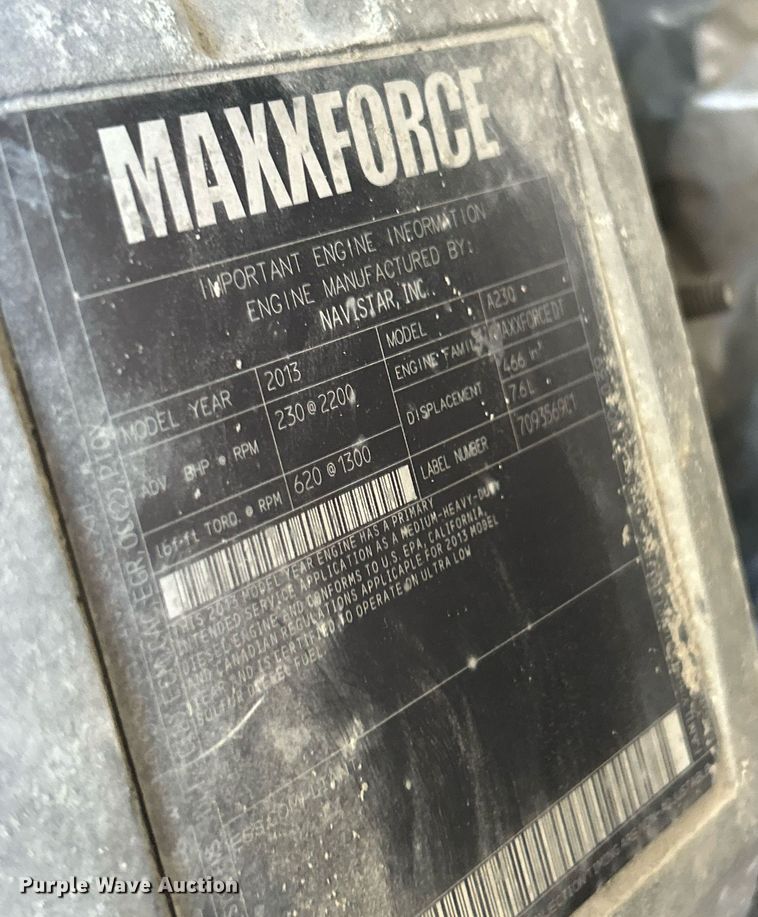 MAXXFORCE
IMPORTANT ENGINE INFORMATION
ENGINE MANUFACTURED BY:
NAVISTAR, INC.
MODEL YEAR 2013 MODEL A230
ADV. BHP @ RPM 230 @ 2200 ENGINE FAMILY MAXXFORCEDT
DISPLACEMENT 466 in³
7.6L
lbf-ft TORQ. @ RPM 620 @ 1300 LABEL NUMBER 7093569C1
THIS 2013 MODEL YEAR ENGINE HAS A PRIMARY
INTENDED SERVICE APPLICATION AS A MEDIUM-HEAVY-DUTY
DIESEL ENGINE AND CONFORMS TO U.S. EPA, CALIFORNIA,
AND CANADIAN REGULATIONS APPLICABLE FOR 2013 MODEL
YEAR AND IS CERTIFIED TO OPERATE ON ULTRA LOW
SULFUR DIESEL FUEL.
Purple Wave Auction